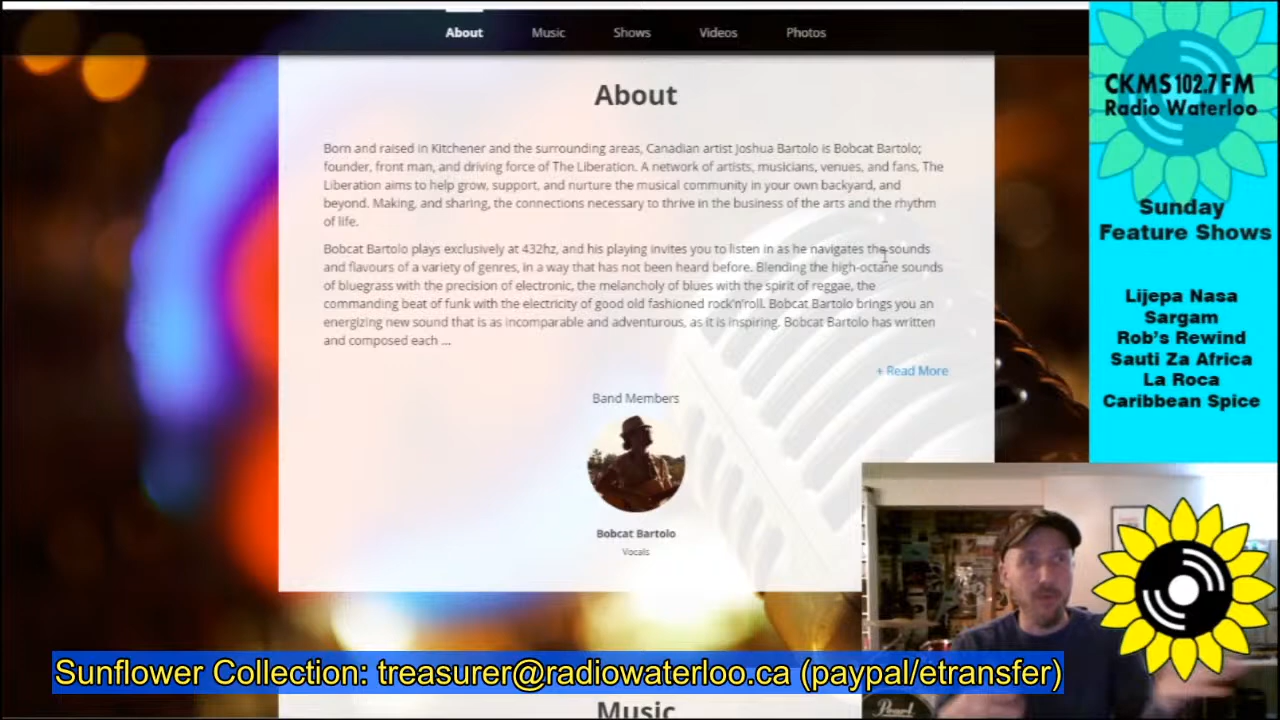 About Music Shows Videos Photos
About
Born and raised in Kitchener and the surrounding areas, Canadian artist Joshua Bartolo is Bobcat Bartolo;
founder, front man, and driving force of The Liberation. A network of artists, musicians, venues, and fans, The
Liberation aims to help grow, support, and nurture the musical community in your own backyard, and
beyond. Making, and sharing, the connections necessary to thrive in the business of the arts and the rhythm
of life.
Bobcat Bartolo plays exclusively at 432hz, and his playing invites you to listen in as he navigates the sounds
and flavours of a variety of genres, in a way that has not been heard before. Blending the high-octane sounds
of bluegrass with the precision of electronic, the melancholy of blues with the spirit of reggae, the
commanding beat of funk with the electricity of good old fashioned rock'n'roll. Bobcat Bartolo brings you an
energizing new sound that is as incomparable and adventurous, as it is inspiring. Bobcat Bartolo has written
and composed each ...
+ Read More
Band Members
Bobcat Bartolo
Vocals
Music
CKMS 102.7 FM
Radio Waterloo
Sunday
Feature Shows
Lijepa Nasa
Sargam
Rob's Rewind
Sauti Za Africa
La Roca
Caribbean Spice
Pearl
Sunflower Collection: treasurer@radiowaterloo.ca (paypal/etransfer)